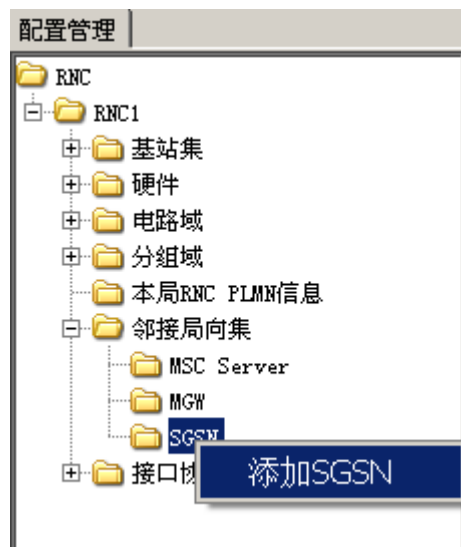 配置管理
RNC
RNC1
基站集
硬件
电路域
分组域
本局RNC PLMN信息
邻接局向集
MSC Server
MGW
SGSN
添加SGSN
接口协